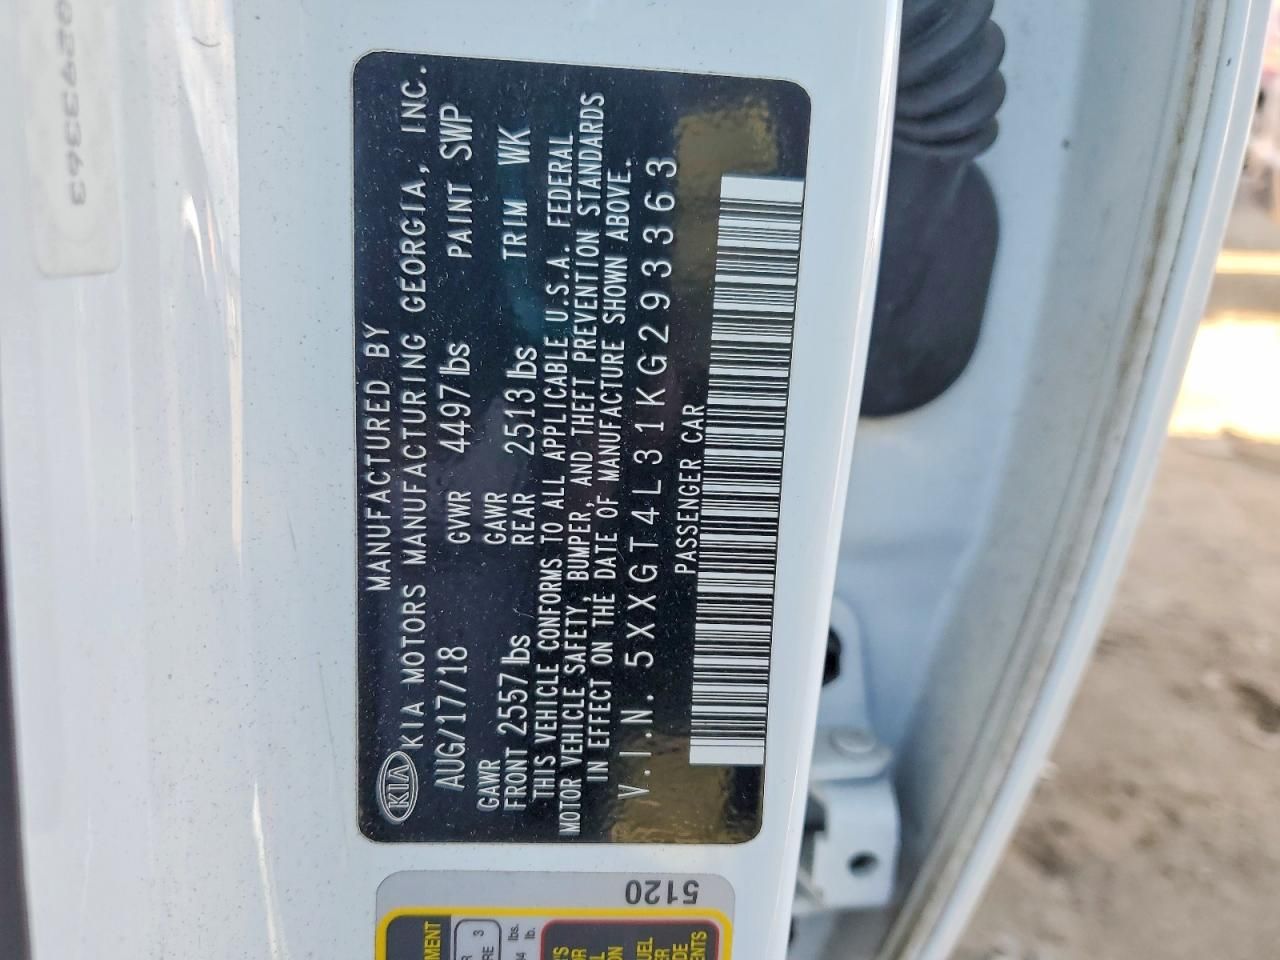 MANUFACTURED BY
KIA KIA MOTORS MANUFACTURING GEORGIA, INC.
AUG/17/18 GVWR 4497 lbs PAINT SWP
GAWR FRONT 2557 lbs GAWR REAR 2513 lbs TRIM WK
THIS VEHICLE CONFORMS TO ALL APPLICABLE U.S.A. FEDERAL
MOTOR VEHICLE SAFETY, BUMPER, AND THEFT PREVENTION STANDARDS
IN EFFECT ON THE DATE OF MANUFACTURE SHOWN ABOVE.
V.I.N. 5XXGT4L31KG293363
PASSENGER CAR
5120